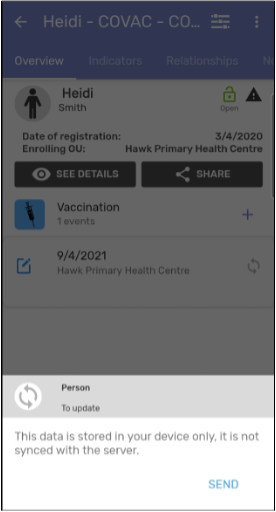 Heidi - COVAC - CO...
Overview Indicators Relationships
Heidi
Smith
Open
Date of registration: 3/4/2020
Enrolling OU: Hawk Primary Health Centre
SEE DETAILS SHARE
Vaccination
1 events
9/4/2021
Hawk Primary Health Centre
Person
To update
This data is stored in your device only, it is not
synced with the server.
SEND